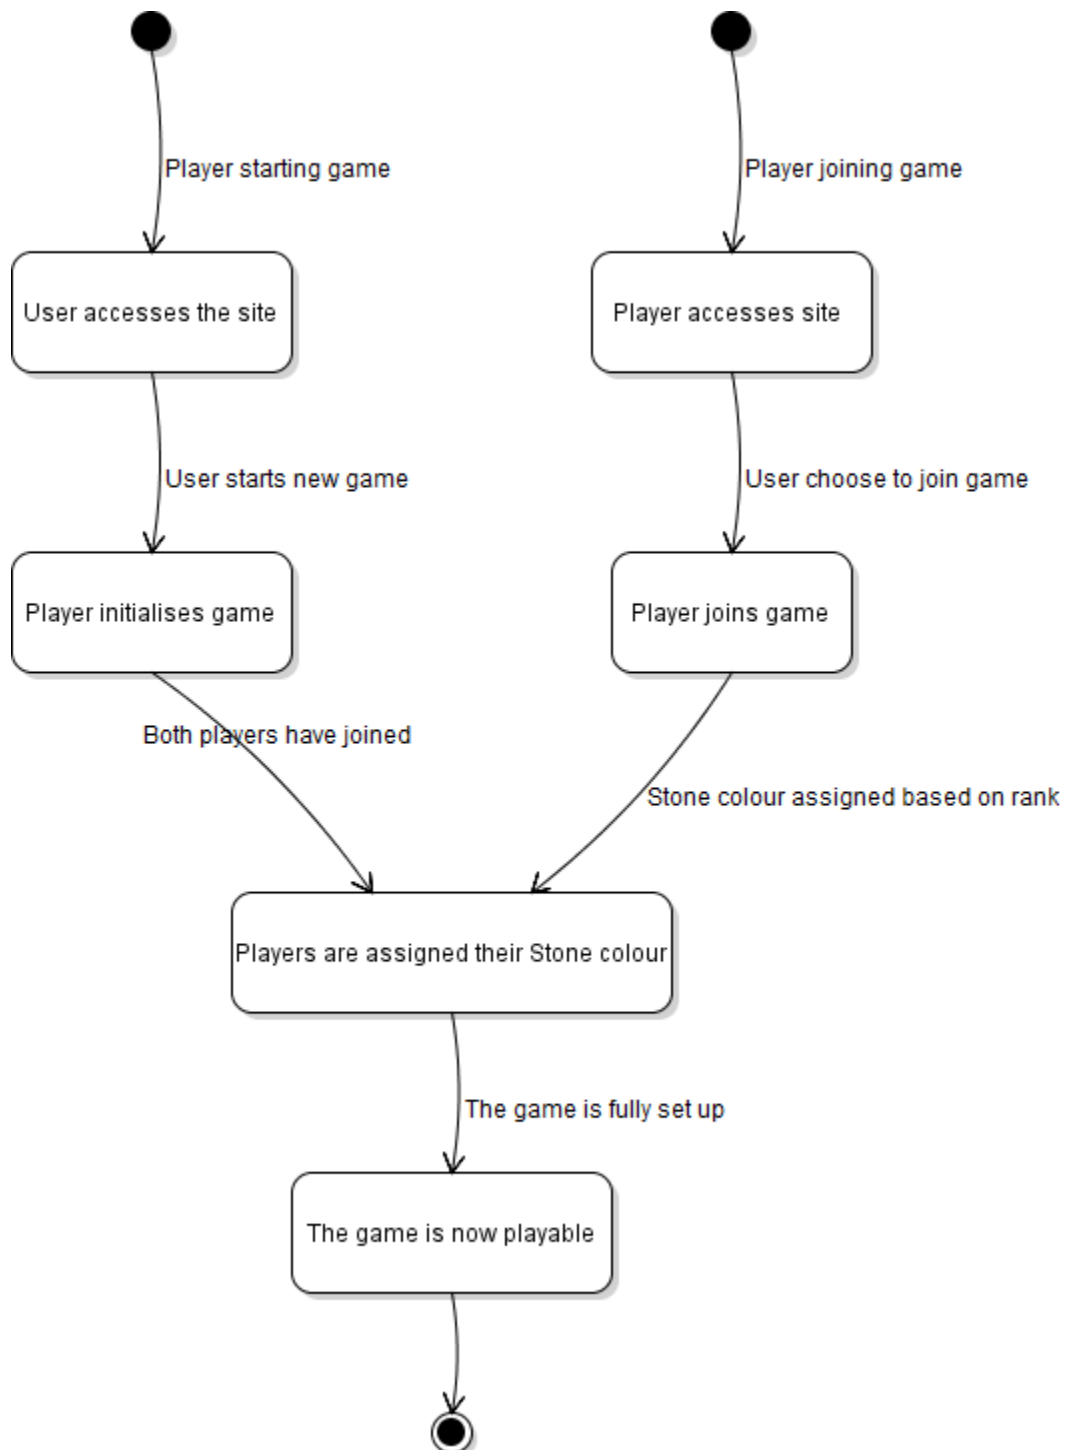 Player starting game
Player joining game
User accesses the site
Player accesses site
User starts new game
User choose to join game
Player initialises game
Player joins game
Both players have joined
Stone colour assigned based on rank
Players are assigned their Stone colour
The game is fully set up
The game is now playable